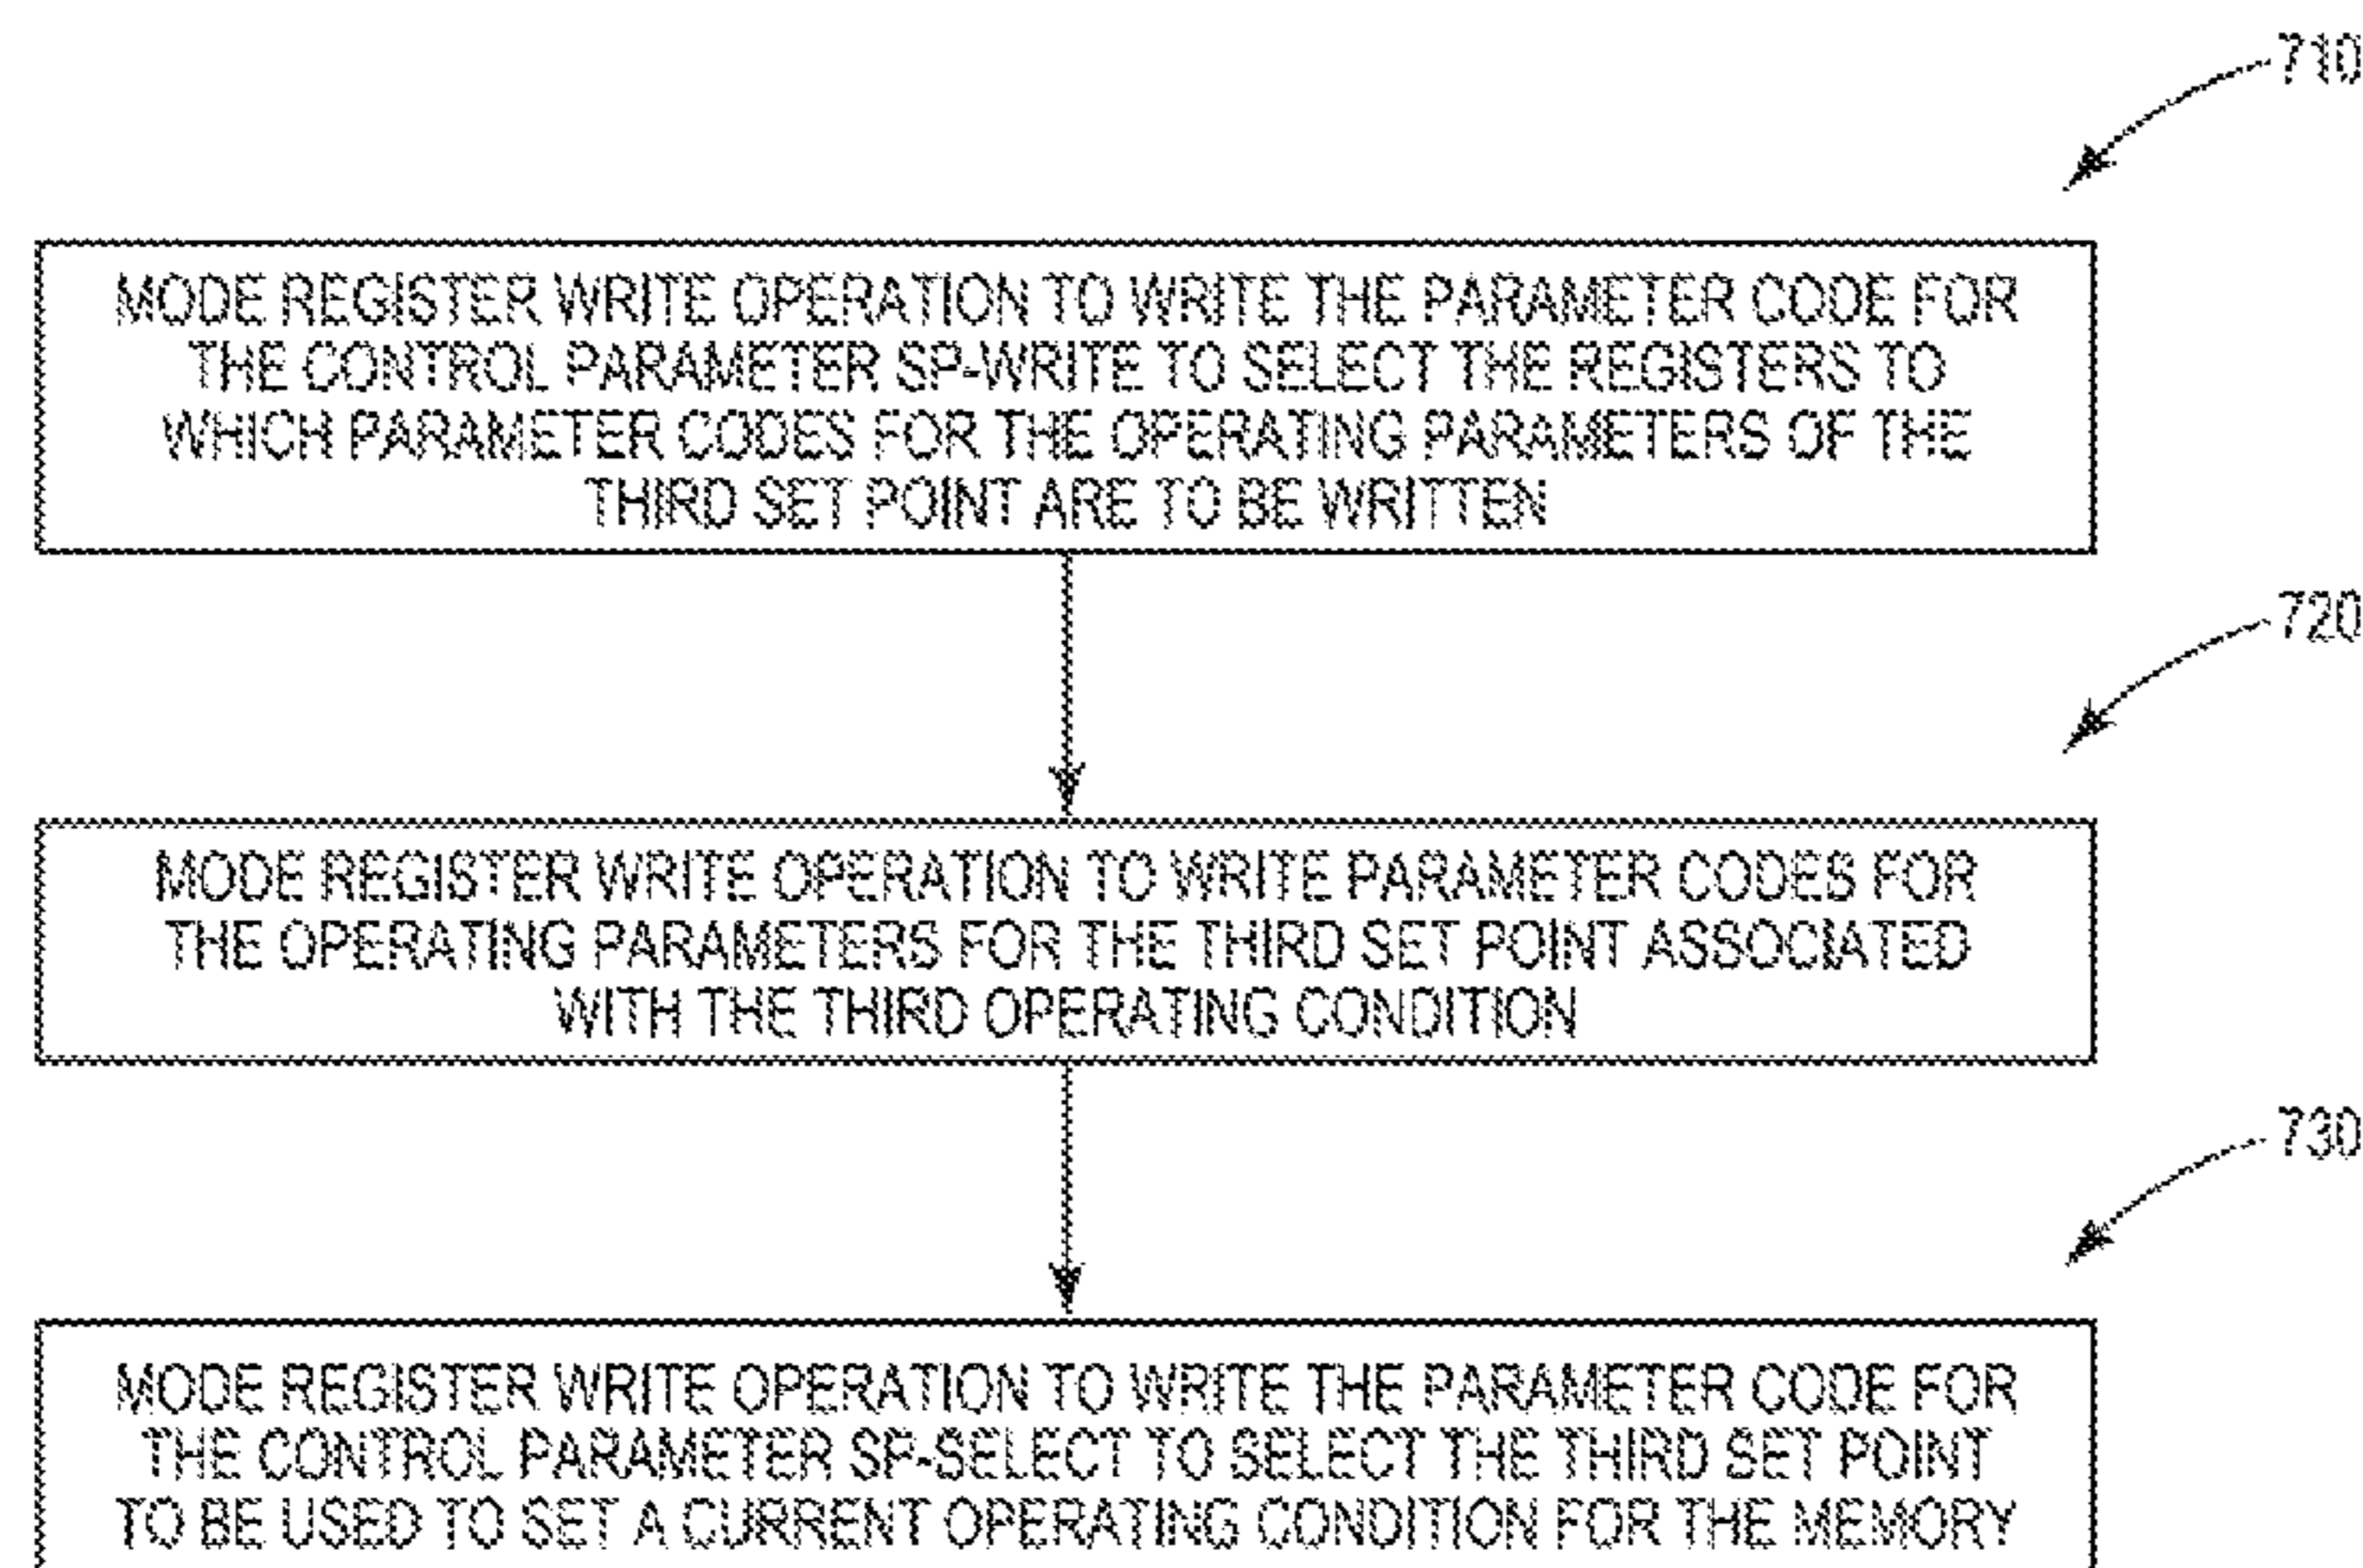 710
MODE REGISTER WRITE OPERATION TO WRITE THE PARAMETER CODE FOR
THE CONTROL PARAMETER SP-WRITE TO SELECT THE REGISTERS TO
WHICH PARAMETER CODES FOR THE OPERATING PARAMETERS OF THE
THIRD SET POINT ARE TO BE WRITTEN
720
MODE REGISTER WRITE OPERATION TO WRITE PARAMETER CODES FOR
THE OPERATING PARAMETERS FOR THE THIRD SET POINT ASSOCIATED
WITH THE THIRD OPERATING CONDITION
730
MODE REGISTER WRITE OPERATION TO WRITE THE PARAMETER CODE FOR
THE CONTROL PARAMETER SP-SELECT TO SELECT THE THIRD SET POINT
TO BE USED TO SET A CURRENT OPERATING CONDITION FOR THE MEMORY